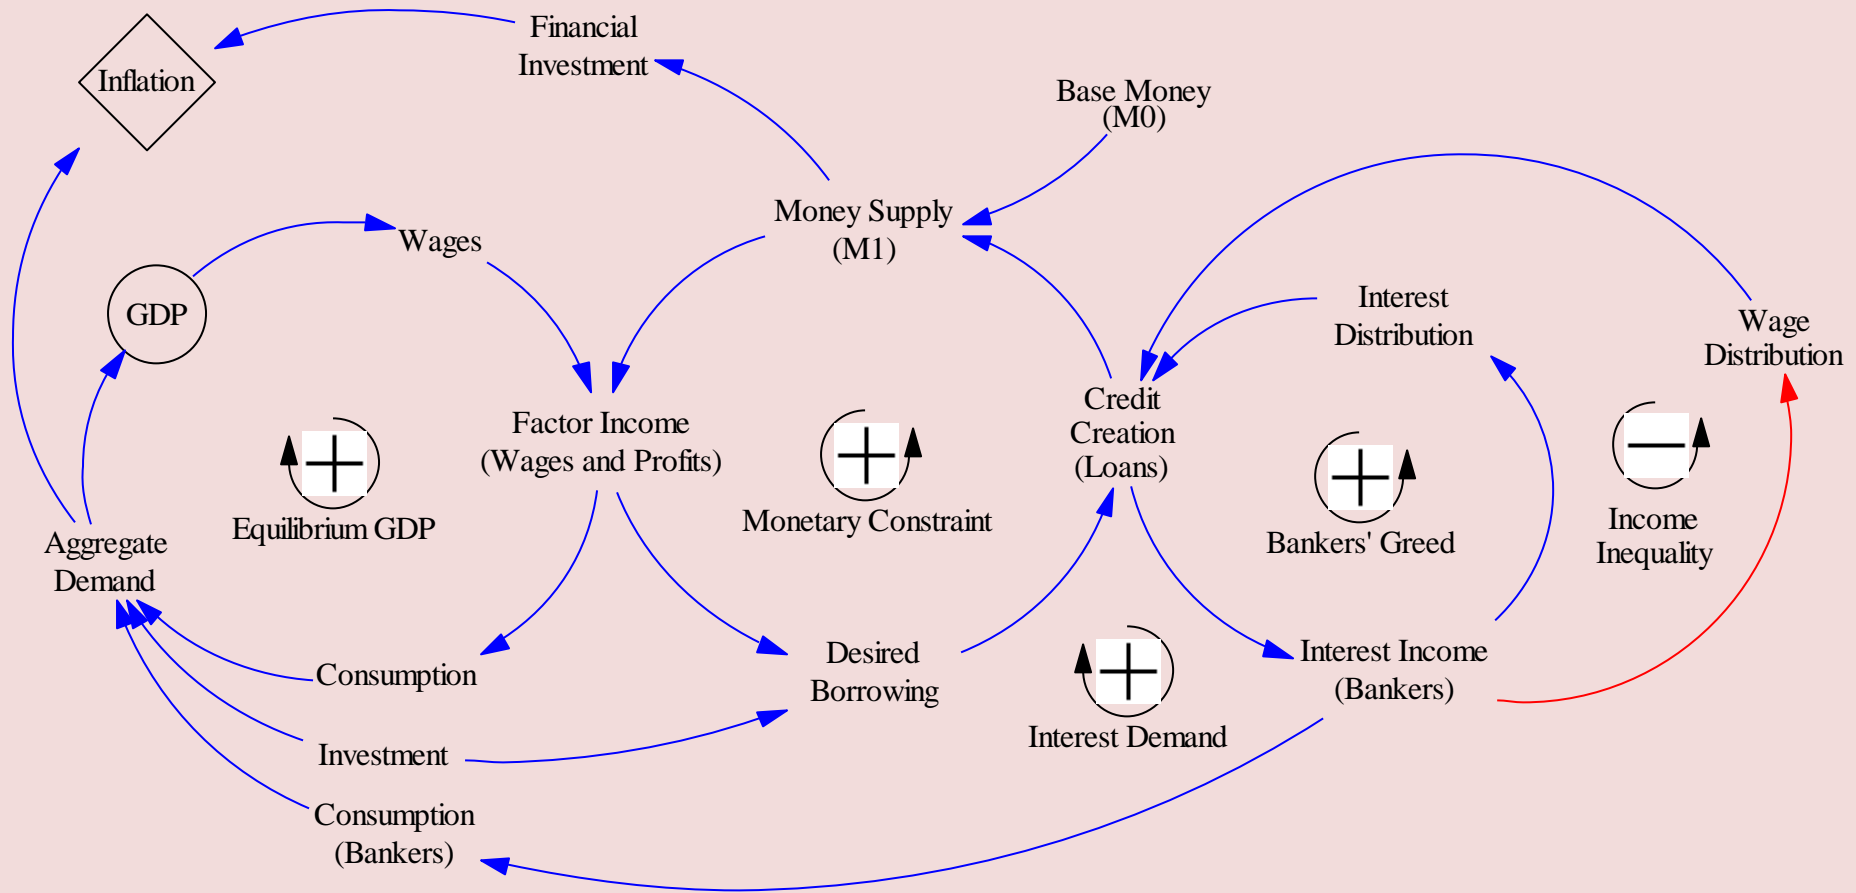 Financial
Investment
Inflation
Base Money
(M0)
Money Supply
(M1)
Wages
GDP
Interest
Distribution
Wage
Distribution
Credit
Creation
(Loans)
Factor Income
(Wages and Profits)
Equilibrium GDP
Monetary Constraint
Bankers' Greed
Income
Inequality
Aggregate
Demand
Consumption
Desired
Borrowing
Interest Income
(Bankers)
Interest Demand
Investment
Consumption
(Bankers)